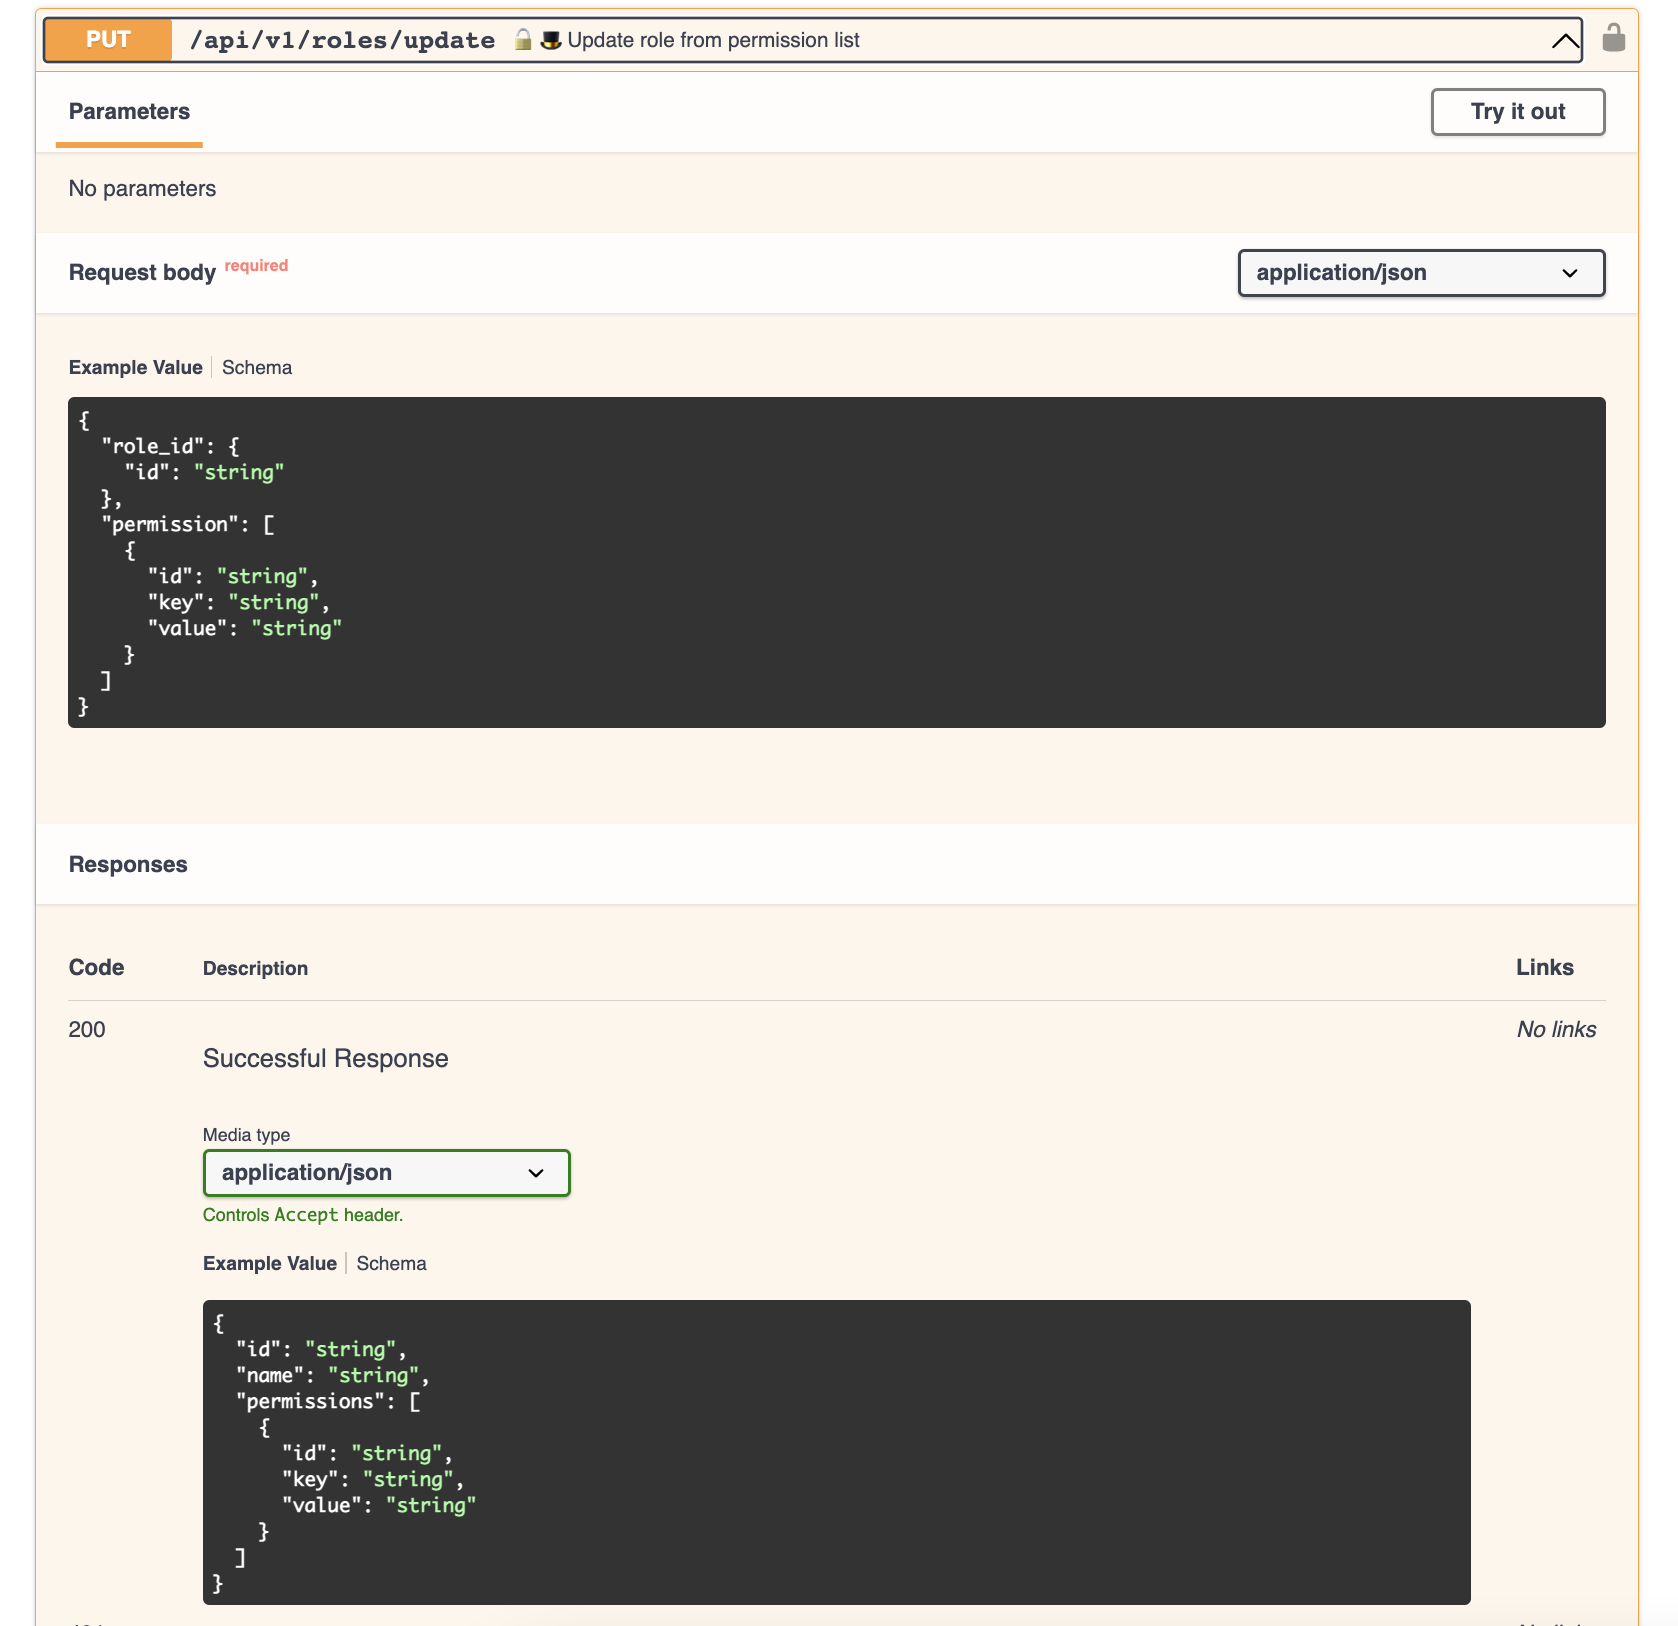 PUT /api/v1/roles/update 🔒 🎩 Update role from permission list
Parameters
Try it out
No parameters
Request body required
application/json
Example Value | Schema
{
  "role_id": {
    "id": "string"
  },
  "permission": [
    {
      "id": "string",
      "key": "string",
      "value": "string"
    }
  ]
}
Responses
Code Description Links
200 No links
Successful Response
Media type
application/json
Controls Accept header.
Example Value | Schema
{
  "id": "string",
  "name": "string",
  "permissions": [
    {
      "id": "string",
      "key": "string",
      "value": "string"
    }
  ]
}